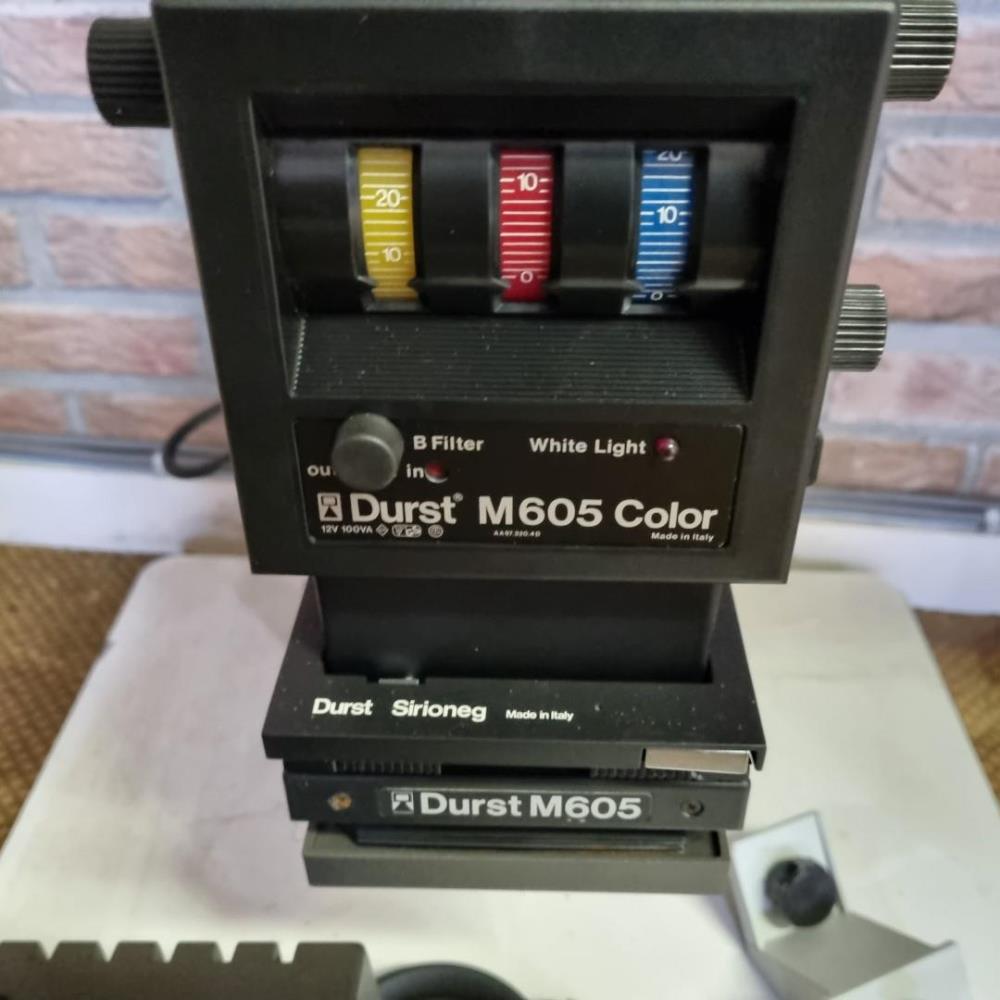 20
10
10
0
20
10
0
B Filter White Light
in
Durst® M605 Color
12V 100VA
Made in Italy
Durst Sirioneg Made in Italy
Durst M605